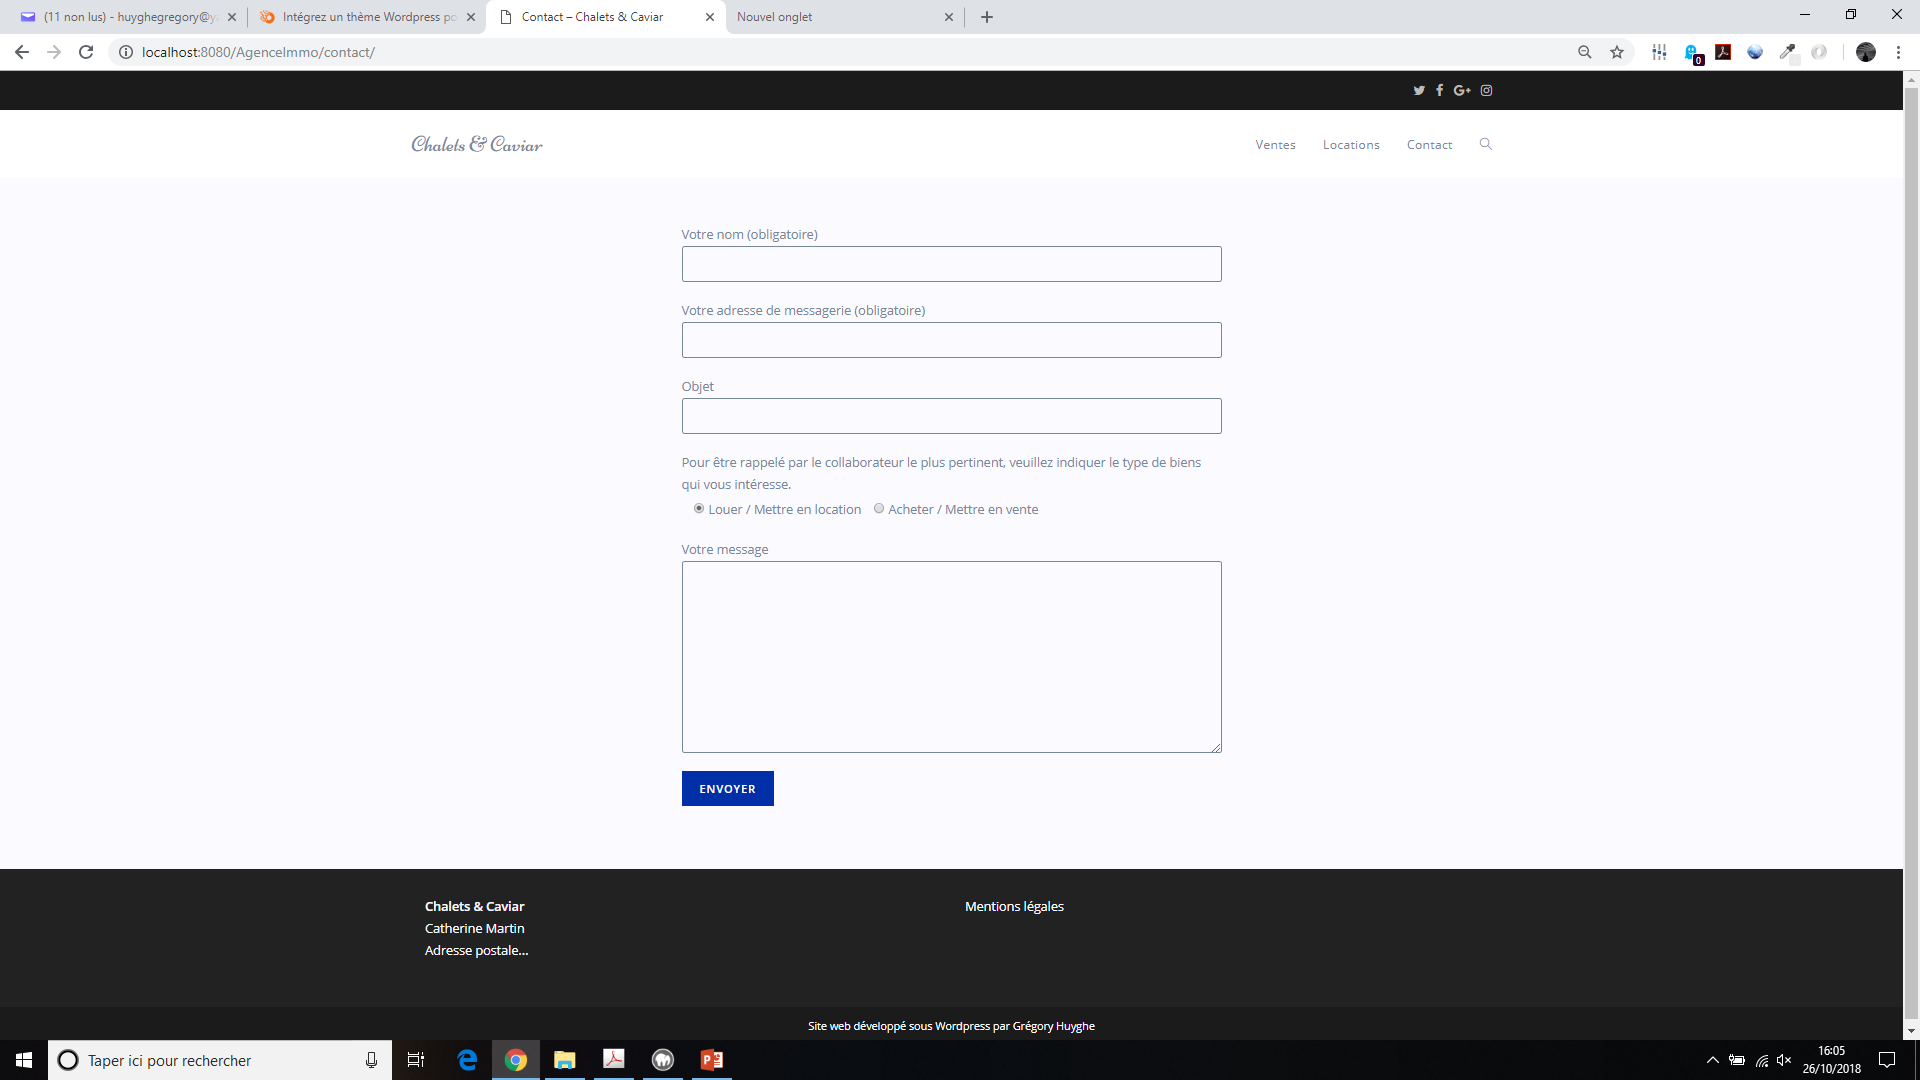 (11 non lus) - huyghegregory@y
Intégrez un thème Wordpress po
Contact – Chalets & Caviar
Nouvel onglet
localhost:8080/AgenceImmo/contact/
0
Chalets & Caviar
Ventes
Locations
Contact
Votre nom (obligatoire)
Votre adresse de messagerie (obligatoire)
Objet
Pour être rappelé par le collaborateur le plus pertinent, veuillez indiquer le type de biens
qui vous intéresse.
Louer / Mettre en location
Acheter / Mettre en vente
Votre message
ENVOYER
Chalets & Caviar
Catherine Martin
Adresse postale...
Mentions légales
Site web développé sous Wordpress par Grégory Huyghe
Taper ici pour rechercher
16:05
26/10/2018